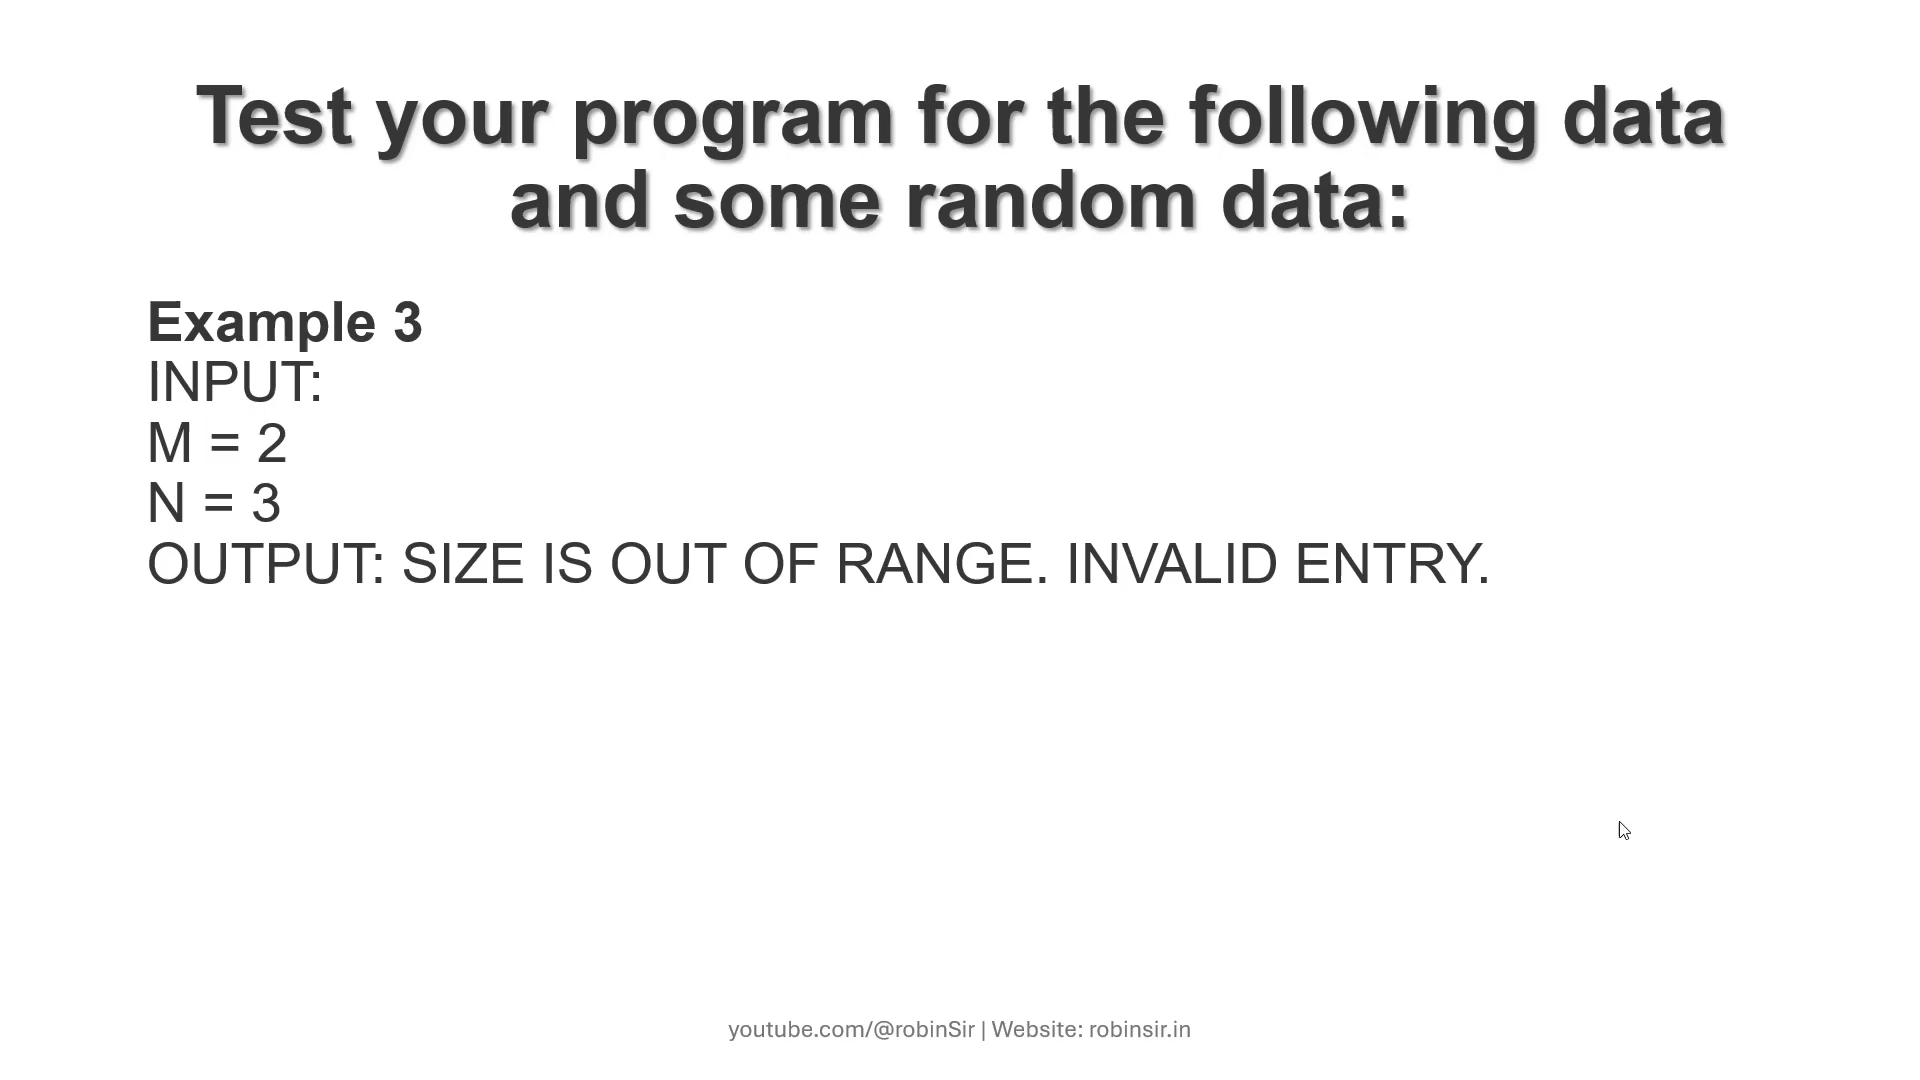 Test your program for the following data
and some random data:
Example 3
INPUT:
M = 2
N = 3
OUTPUT: SIZE IS OUT OF RANGE. INVALID ENTRY.
youtube.com/@robinSir | Website: robinsir.in